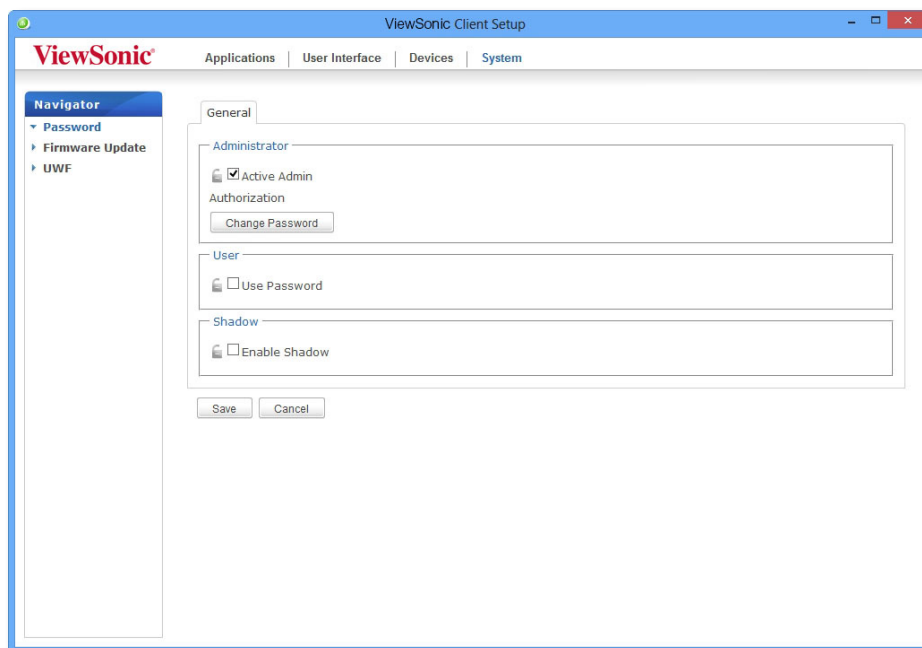 ViewSonic Client Setup
ViewSonic®
Applications | User Interface | Devices | System
Navigator
Password
Firmware Update
UWF
General
Administrator
Active Admin
Authorization
Change Password
User
Use Password
Shadow
Enable Shadow
Save Cancel